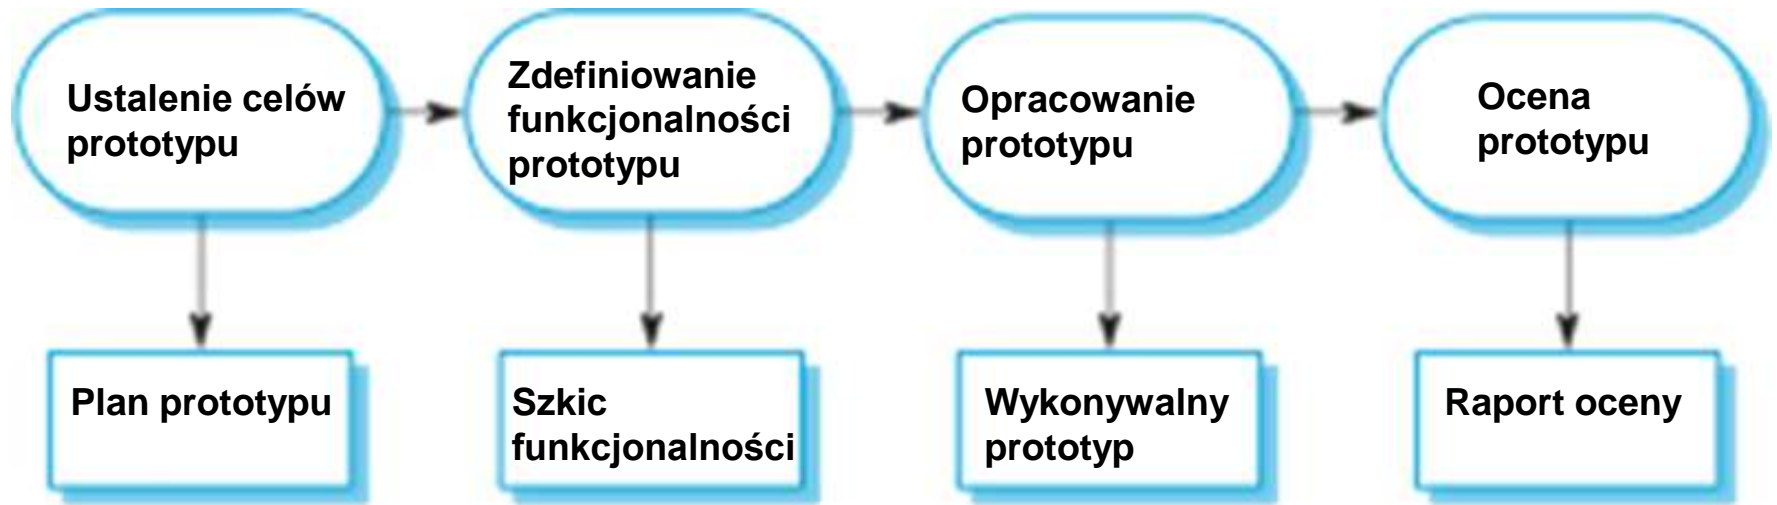 Ustalenie celów
prototypu
Zdefiniowanie
funkcjonalności
prototypu
Opracowanie
prototypu
Ocena
prototypu
Plan prototypu
Szkic
funkcjonalności
Wykonywalny
prototyp
Raport oceny